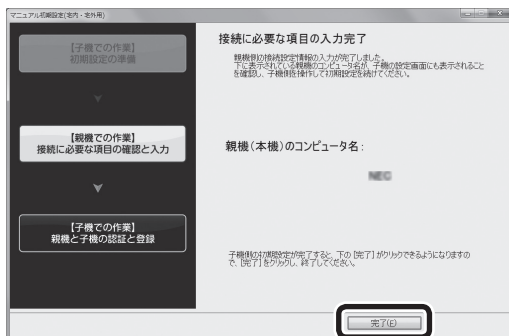 マニュアル初期設定(宅内・宅外用)
【子機での作業】
初期設定の準備
【親機での作業】
接続に必要な項目の確認と入力
【子機での作業】
親機と子機の認証と登録
接続に必要な項目の入力完了
親機側の接続設定情報の入力が完了しました。
下に表示されている親機のコンピュータ名が、子機の設定画面にも表示されること
を確認し、子機側を操作して初期設定を続けてください。
親機(本機)のコンピュータ名:
NEC
子機側の初期設定が完了すると、下の [完了] がクリックできるようになりますの
で、[完了] をクリックし、終了してください。
完了(E)